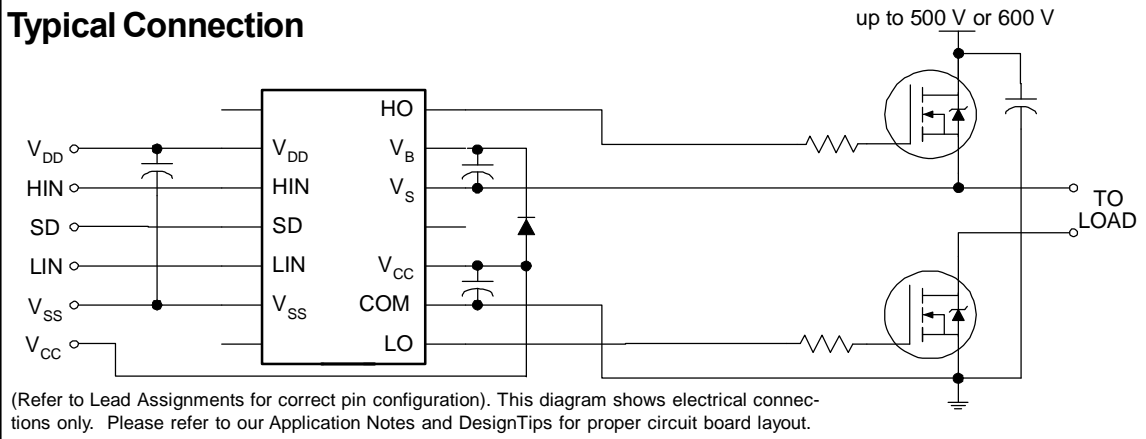 Typical Connection
up to 500 V or 600 V
HO
V_DD
V_DD
V_B
HIN
HIN
V_S
TO
LOAD
SD
SD
LIN
LIN
V_CC
V_SS
V_SS
COM
V_CC
LO
(Refer to Lead Assignments for correct pin configuration). This diagram shows electrical connec-
tions only.  Please refer to our Application Notes and DesignTips for proper circuit board layout.